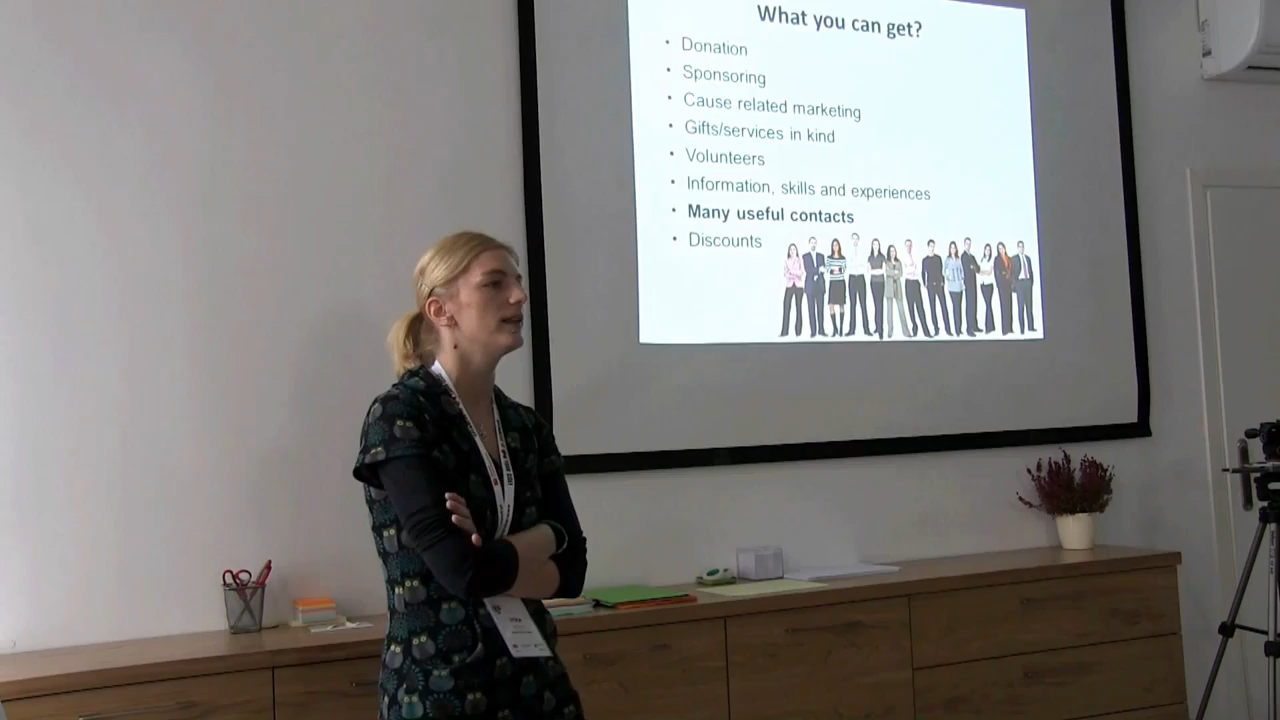 What you can get?
• Donation
• Sponsoring
• Cause related marketing
• Gifts/services in kind
• Volunteers
• Information, skills and experiences
• Many useful contacts
• Discounts